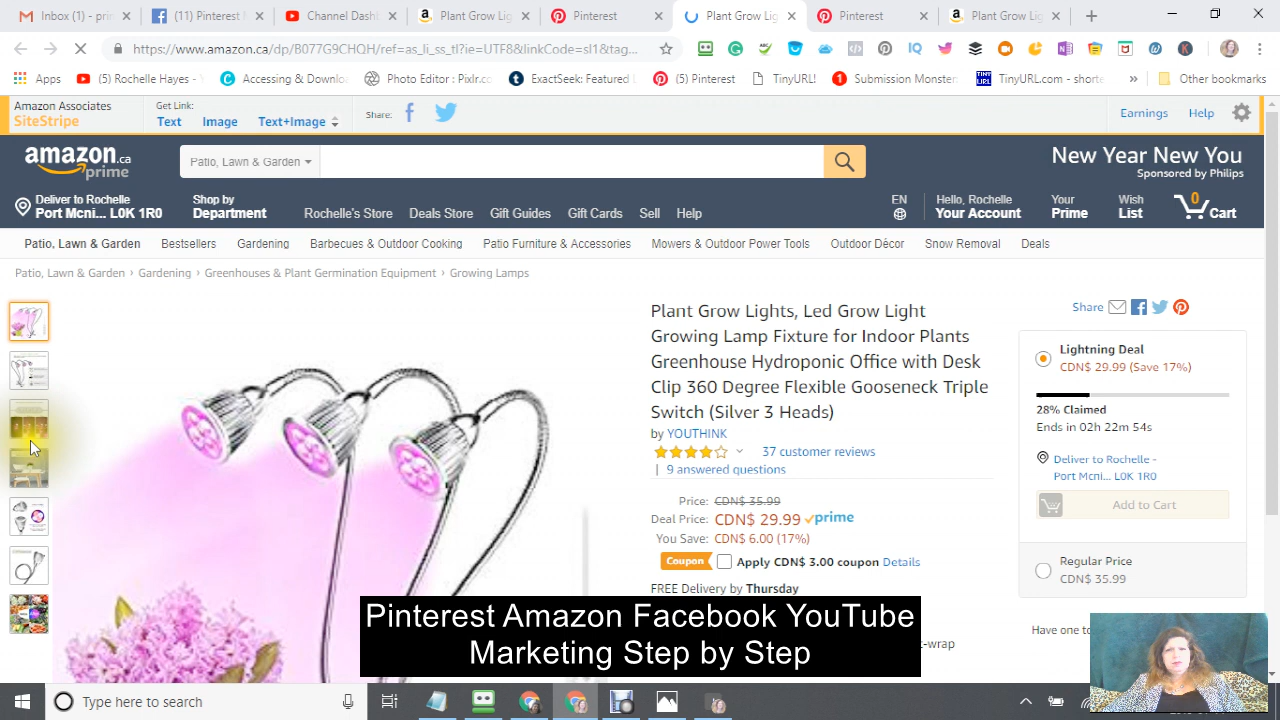 Inbox (1) - prin
(11) Pinterest M
Channel Dashb
Plant Grow Lig
Pinterest
Plant Grow Lig
Pinterest
Plant Grow Lig
https://www.amazon.ca/dp/B077G9CHQH/ref=as_li_ss_tl?ie=UTF8&linkCode=sl1&tag...
Apps
(5) Rochelle Hayes -
Accessing & Downlo
Photo Editor : Pixlr.co
ExactSeek: Featured L
(5) Pinterest
TinyURL!
Submission Monster
TinyURL.com - shorte
Other bookmarks
Amazon Associates
SiteStripe
Get Link:
Text Image Text+Image
Share:
Earnings Help
amazon.ca
prime
Patio, Lawn & Garden
New Year New You
Sponsored by Philips
Deliver to Rochelle
Port Mcni... L0K 1R0
Shop by
Department
Rochelle's Store Deals Store Gift Guides Gift Cards Sell Help
EN
Hello, Rochelle
Your Account
Your
Prime
Wish
List
0
Cart
Patio, Lawn & Garden Bestsellers Gardening Barbecues & Outdoor Cooking Patio Furniture & Accessories Mowers & Outdoor Power Tools Outdoor Décor Snow Removal Deals
Patio, Lawn & Garden › Gardening › Greenhouses & Plant Germination Equipment › Growing Lamps
Plant Grow Lights, Led Grow Light
Growing Lamp Fixture for Indoor Plants
Greenhouse Hydroponic Office with Desk
Clip 360 Degree Flexible Gooseneck Triple
Switch (Silver 3 Heads)
by YOUTHINK
37 customer reviews
| 9 answered questions
Price: CDN$ 35.99
Deal Price: CDN$ 29.99 prime
You Save: CDN$ 6.00 (17%)
Coupon Apply CDN$ 3.00 coupon Details
FREE Delivery by Thursday
-wrap
Share
Lightning Deal
CDN$ 29.99 (Save 17%)
28% Claimed
Ends in 02h 22m 54s
Deliver to Rochelle -
Port Mcni... L0K 1R0
Add to Cart
Regular Price
CDN$ 35.99
Have one to
Pinterest Amazon Facebook YouTube
Marketing Step by Step
Type here to search